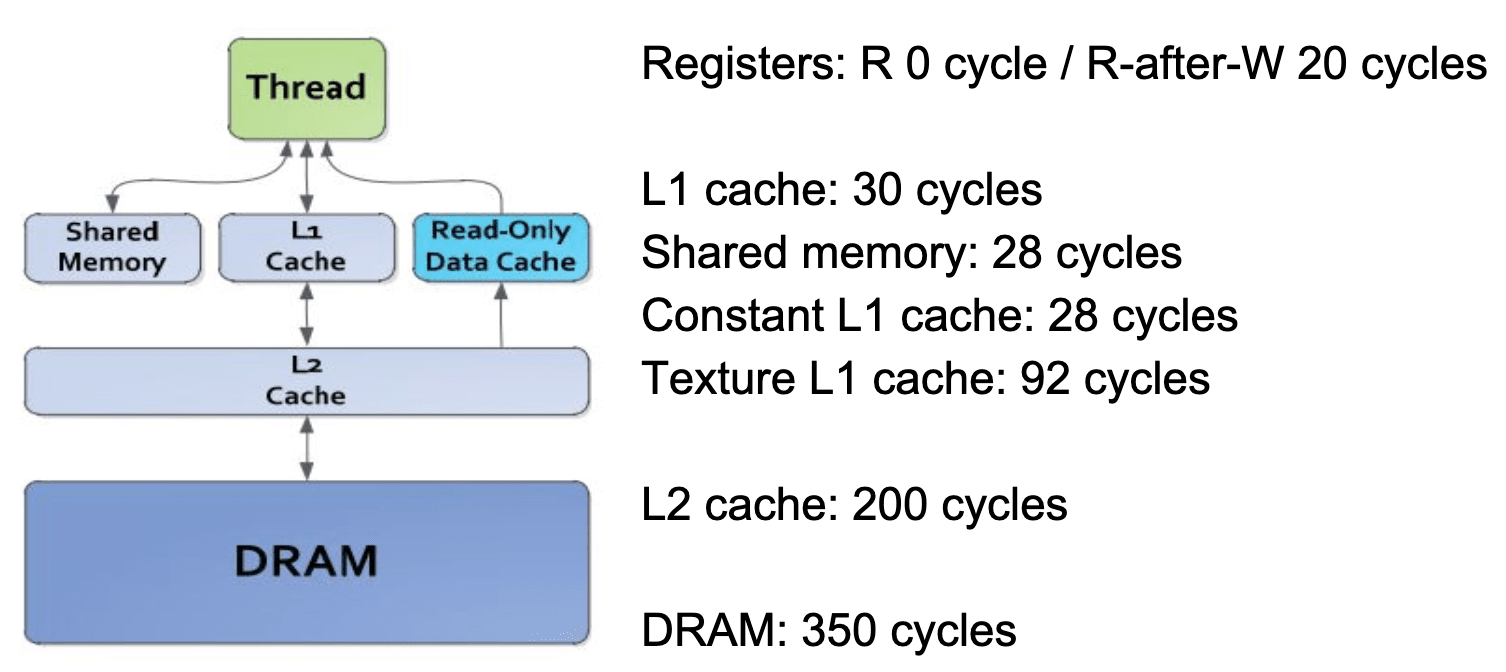 Thread
Shared
Memory
L1
Cache
Read-Only
Data Cache
L2
Cache
DRAM
Registers: R 0 cycle / R-after-W 20 cycles
L1 cache: 30 cycles
Shared memory: 28 cycles
Constant L1 cache: 28 cycles
Texture L1 cache: 92 cycles
L2 cache: 200 cycles
DRAM: 350 cycles